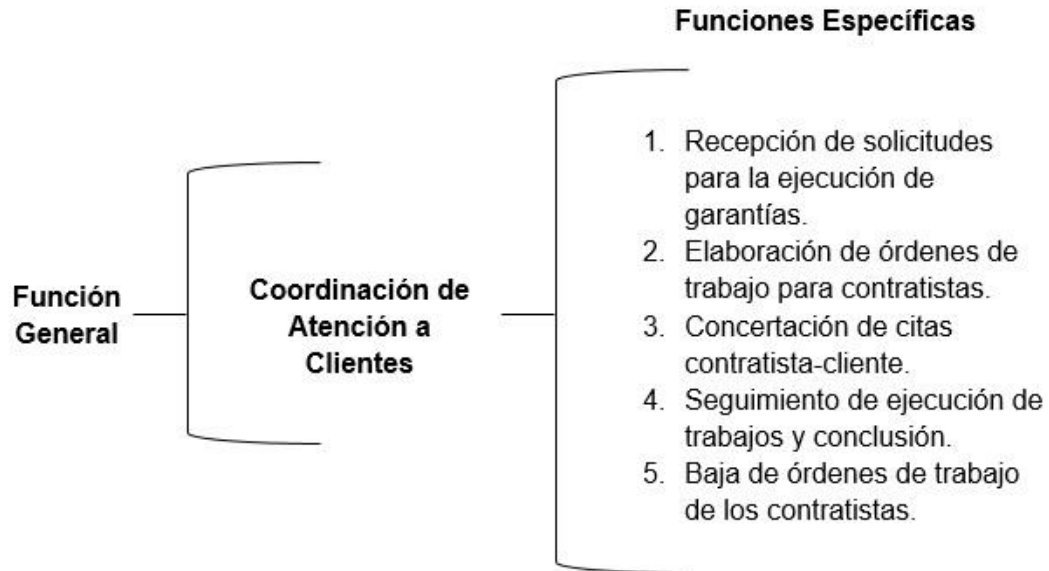 Funciones Específicas
Función
General
Coordinación de
Atención a
Clientes
1. Recepción de solicitudes
para la ejecución de
garantías.
2. Elaboración de órdenes de
trabajo para contratistas.
3. Concertación de citas
contratista-cliente.
4. Seguimiento de ejecución de
trabajos y conclusión.
5. Baja de órdenes de trabajo
de los contratistas.